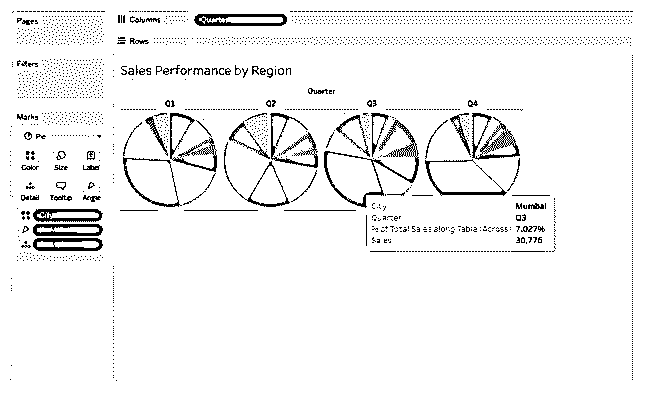 Pages
Columns
Quarter
Rows
Filters
Sales Performance by Region
Quarter
Q1 Q2 Q3 Q4
Marks
Pie
Color Size Label
Detail Tooltip Angle
City Mumbai
Quarter Q3
% of Total Sales along Table (Across) 7.027%
Sales 30,776